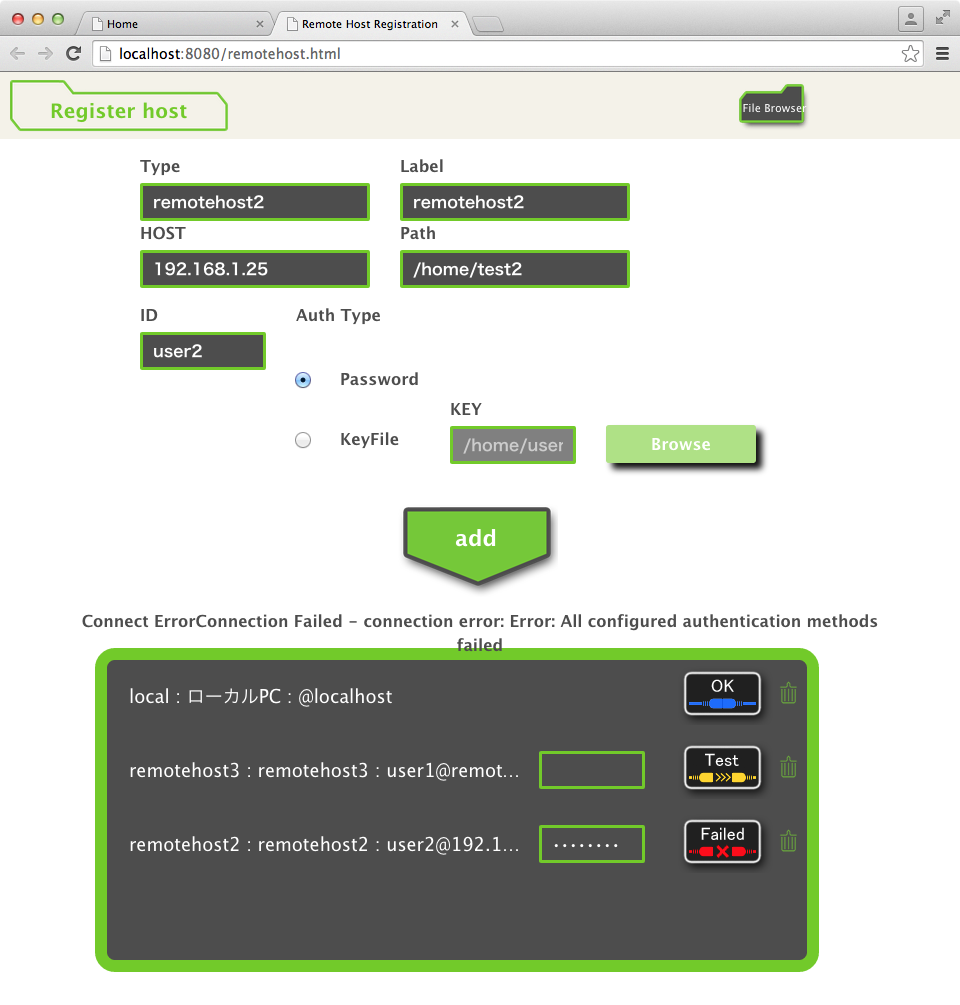 Home
Remote Host Registration
localhost:8080/remotehost.html
Register host
File Browser
Type
Label
remotehost2
remotehost2
HOST
Path
192.168.1.25
/home/test2
ID
Auth Type
user2
Password
KEY
KeyFile
/home/user
Browse
add
Connect ErrorConnection Failed - connection error: Error: All configured authentication methods
failed
local : ローカルPC : @localhost
OK
remotehost3 : remotehost3 : user1@remot...
Test
remotehost2 : remotehost2 : user2@192.1...
........
Failed